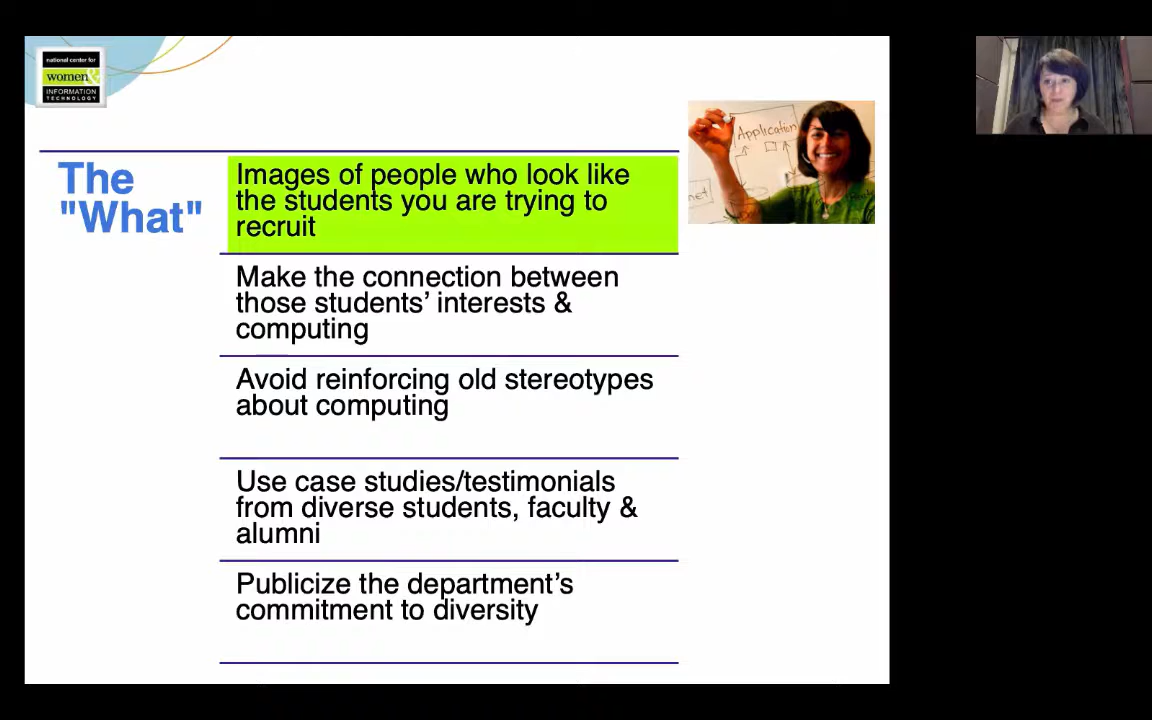 national center for
women&
INFORMATION
TECHNOLOGY
The
"What"
Images of people who look like
the students you are trying to
recruit
Application
net
Make the connection between
those students’ interests &
computing
Avoid reinforcing old stereotypes
about computing
Use case studies/testimonials
from diverse students, faculty &
alumni
Publicize the department’s
commitment to diversity